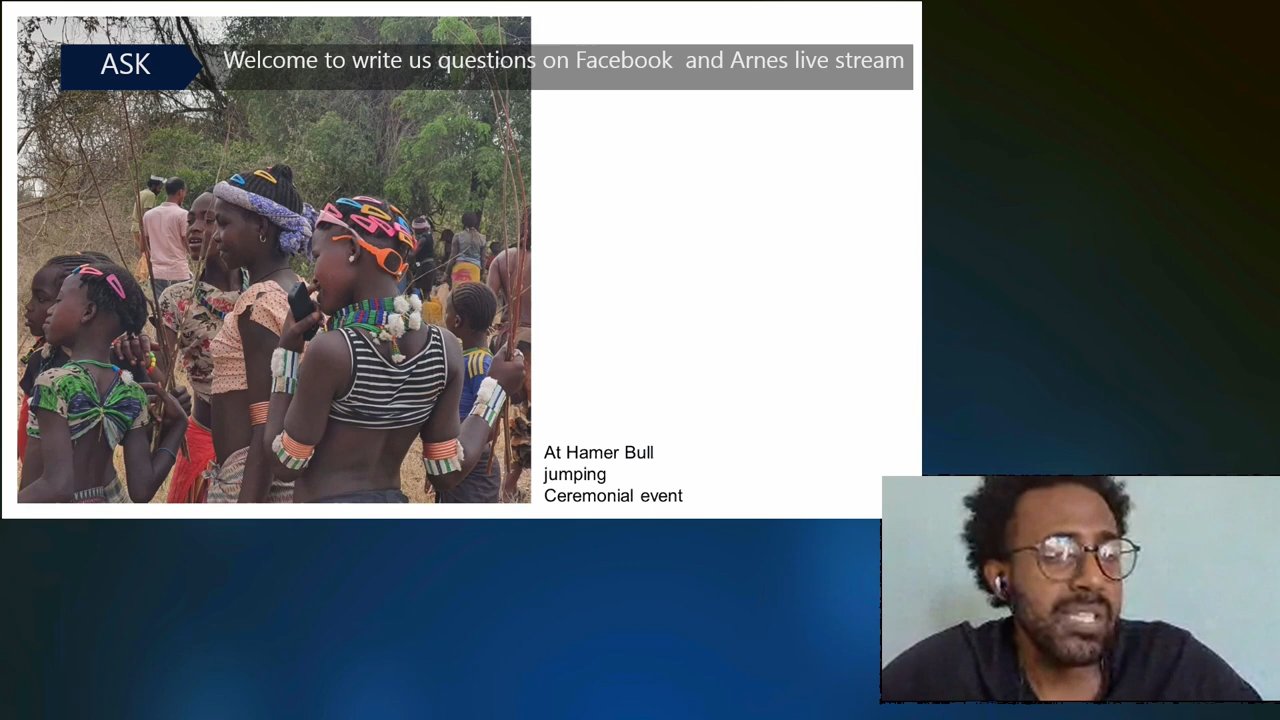 ASK
Welcome to write us questions on Facebook and Arnes live stream
At Hamer Bull
jumping
Ceremonial event